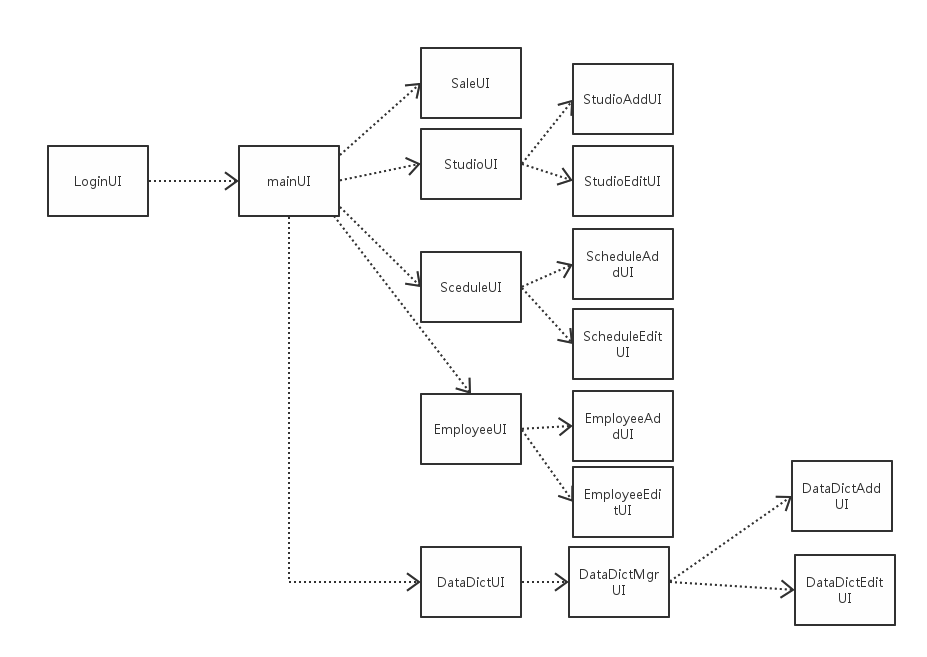 LoginUI
mainUI
SaleUI
StudioUI
StudioAddUI
StudioEditUI
SceduleUI
ScheduleAd
dUI
ScheduleEdit
UI
EmployeeUI
EmployeeAd
dUI
EmployeeEdi
tUI
DataDictUI
DataDictMgr
UI
DataDictAdd
UI
DataDictEdit
UI